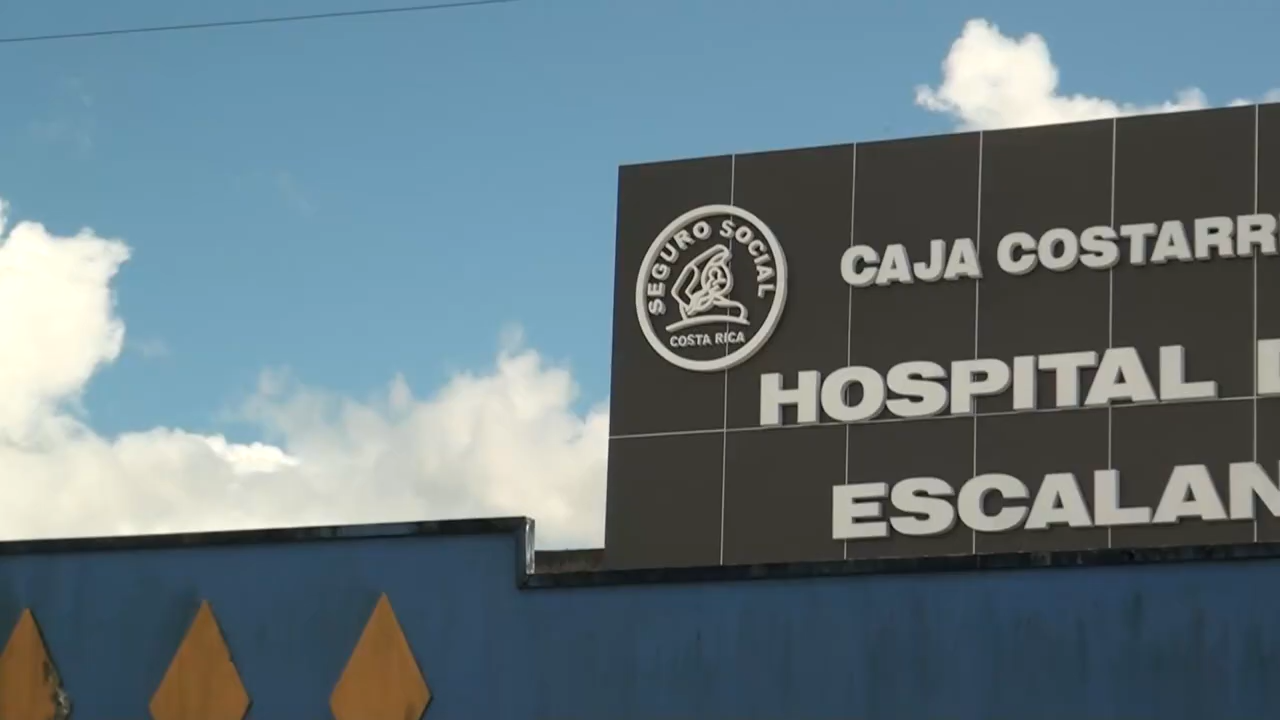 SEGURO SOCIAL
COSTA RICA
CAJA COSTARR
HOSPITAL
ESCALAN